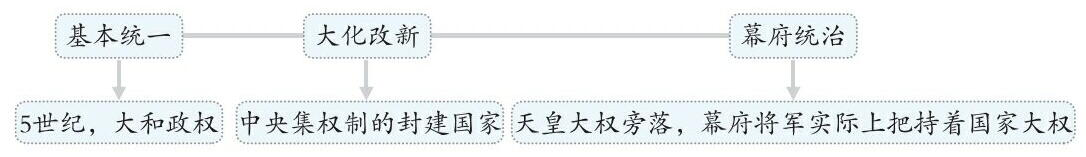 基本统一
大化改新
幕府统治
5世纪，大和政权
中央集权制的封建国家
天皇大权旁落，幕府将军实际上把持着国家大权